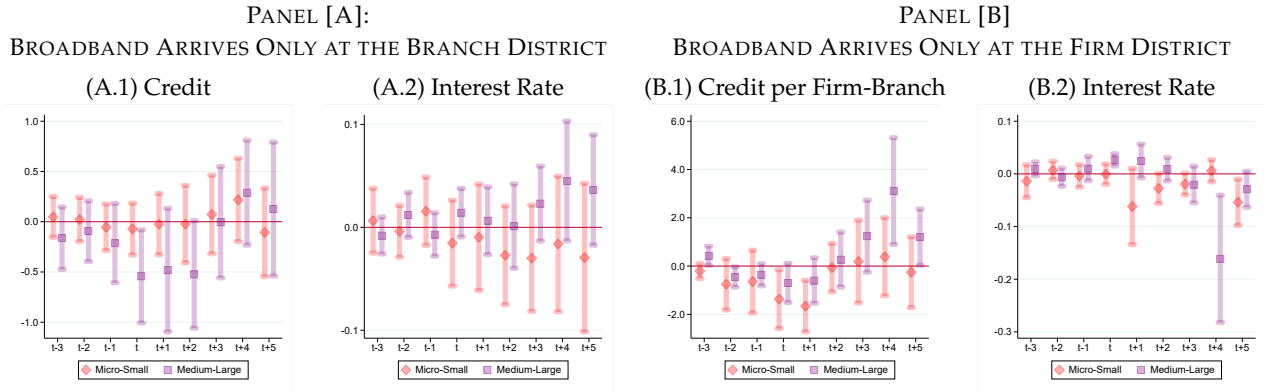 PANEL [A]:
BROADBAND ARRIVES ONLY AT THE BRANCH DISTRICT
(A.1) Credit
1.0
0.5
0.0
-0.5
-1.0
t-3 t-2 t-1 t t+1 t+2 t+3 t+4 t+5
Micro-Small Medium-Large
(A.2) Interest Rate
0.1
0.0
-0.1
t-3 t-2 t-1 t t+1 t+2 t+3 t+4 t+5
Micro-Small Medium-Large
PANEL [B]
BROADBAND ARRIVES ONLY AT THE FIRM DISTRICT
(B.1) Credit per Firm-Branch
6.0
4.0
2.0
0.0
-2.0
t-3 t-2 t-1 t t+1 t+2 t+3 t+4 t+5
Micro-Small Medium-Large
(B.2) Interest Rate
0.1
0.0
-0.1
-0.2
-0.3
t-3 t-2 t-1 t t+1 t+2 t+3 t+4 t+5
Micro-Small Medium-Large